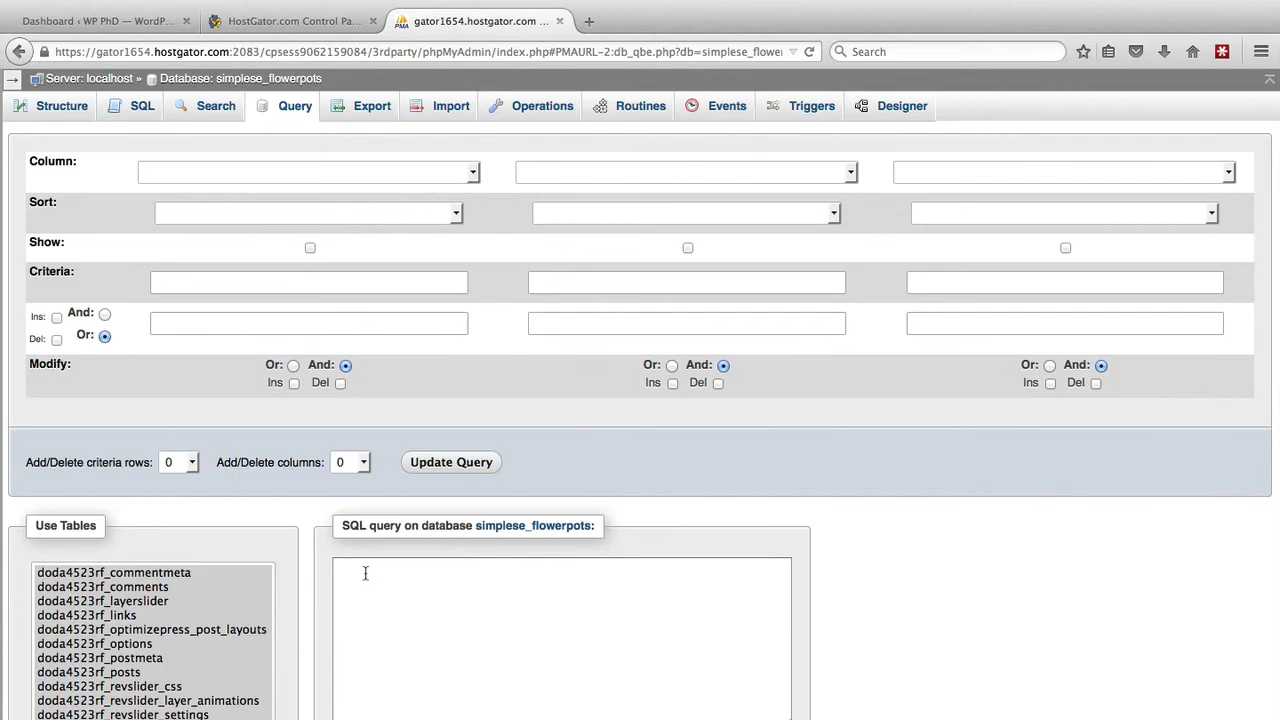 Dashboard ‹ WP PhD — WordP... ×
HostGator.com Control Pa... ×
PMA gator1654.hostgator.com ... × +
https://gator1654.hostgator.com:2083/cpsess9062159084/3rdparty/phpMyAdmin/index.php#PMAURL-2:db_qbe.php?db=simplese_flower
Search
Server: localhost » Database: simplese_flowerpots
Structure SQL Search Query Export Import Operations Routines Events Triggers Designer
Column:
Sort:
Show:
Criteria:
Ins: And:
Del: Or:
Modify: Or: And: Or: And: Or: And:
Ins Del Ins Del Ins Del
Add/Delete criteria rows: 0 Add/Delete columns: 0 Update Query
Use Tables SQL query on database simplese_flowerpots:
doda4523rf_commentmeta
doda4523rf_comments
doda4523rf_layerslider
doda4523rf_links
doda4523rf_optimizepress_post_layouts
doda4523rf_options
doda4523rf_postmeta
doda4523rf_posts
doda4523rf_revslider_css
doda4523rf_revslider_layer_animations
doda4523rf_revslider_settings